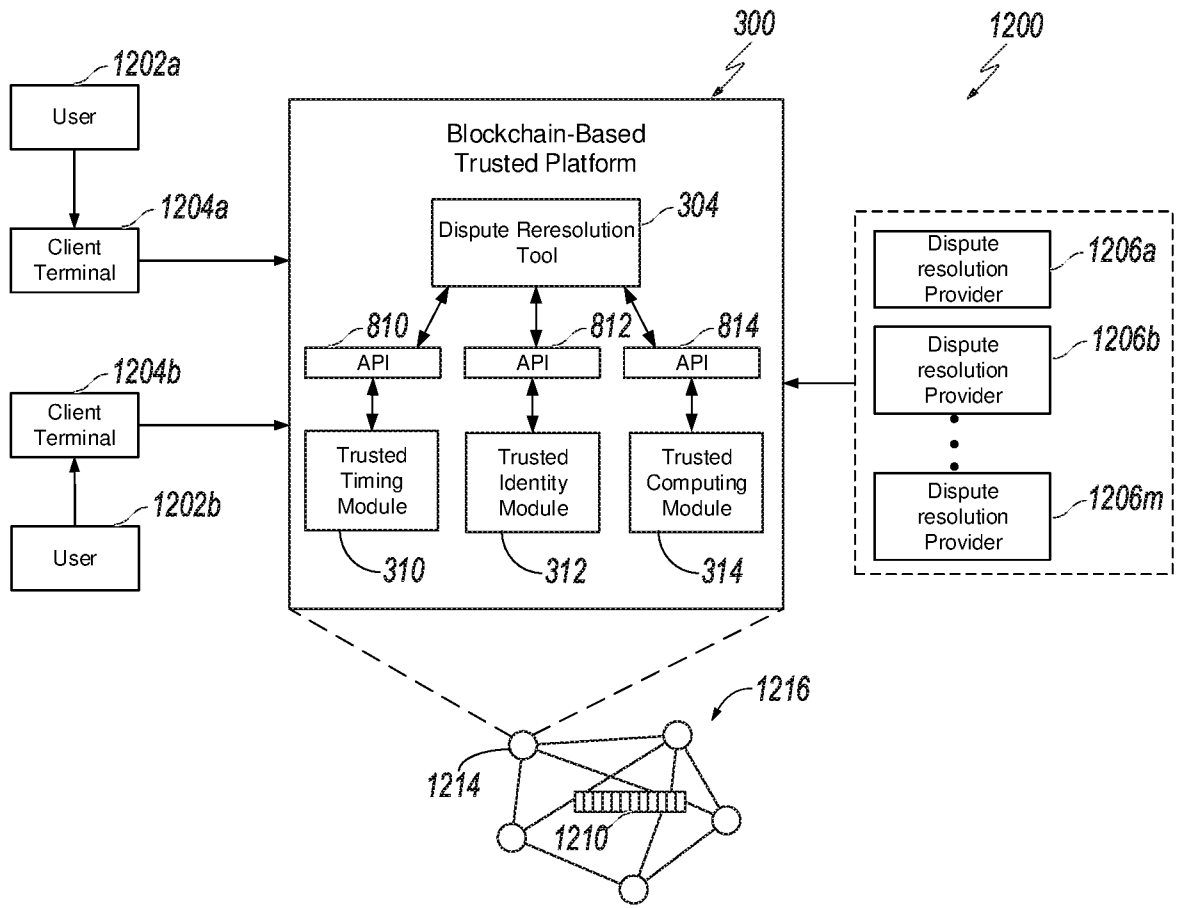 300
1200
1202a
User
1204a
Client
Terminal
1204b
Client
Terminal
1202b
User
Blockchain-Based
Trusted Platform
304
Dispute Reresolution
Tool
810
812
814
API
API
API
Trusted
Timing
Module
Trusted
Identity Module
Trusted
Computing
Module
310
312
314
Dispute
resolution
Provider
1206a
Dispute
resolution
Provider
1206b
Dispute
resolution
Provider
1206m
1216
1214
1210